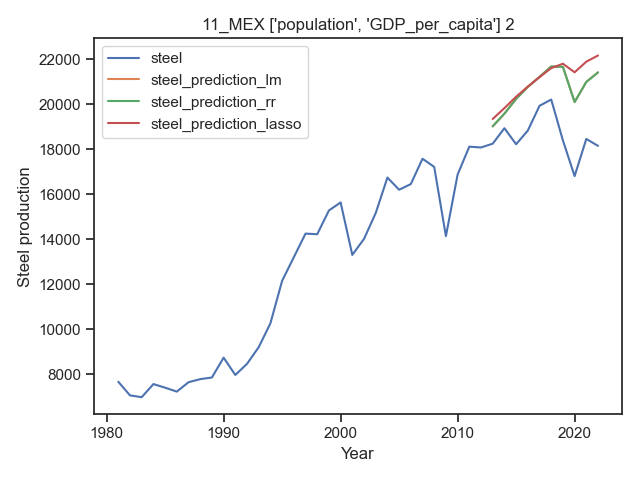 11_MEX ['population', 'GDP_per_capita'] 2
steel
steel_prediction_lm
steel_prediction_rr
steel_prediction_lasso
Steel production
22000
20000
18000
16000
14000
12000
10000
8000
1980
1990
2000
2010
2020
Year